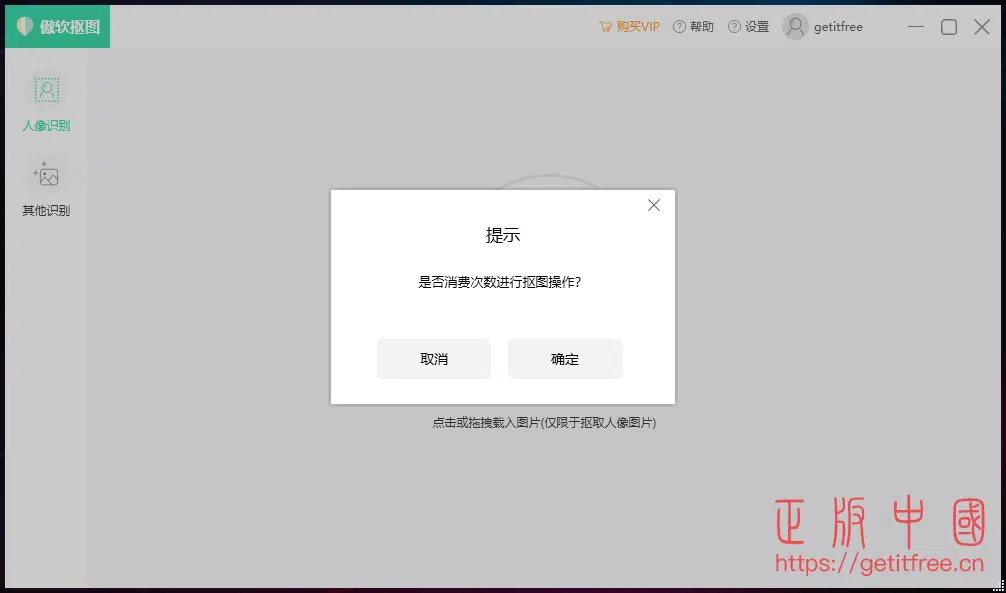 傲软抠图
购买VIP
帮助
设置
getitfree
人像识别
其他识别
提示
是否消费次数进行抠图操作?
取消
确定
点击或拖拽载入图片(仅限于抠取人像图片)
正版中國
https://getitfree.cn